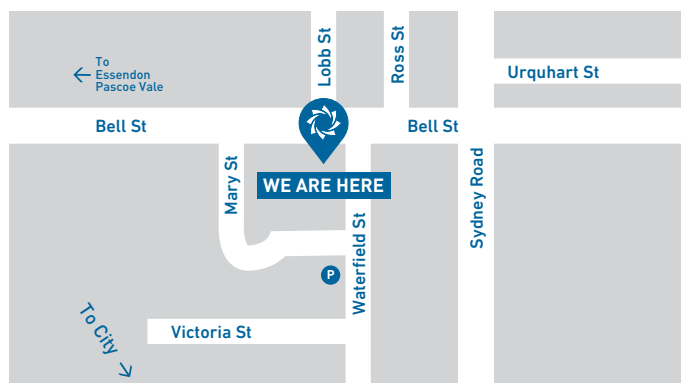 Lobb St
Ross St
To
Essendon
Pascoe Vale
Urquhart St
Bell St
Bell St
Mary St
WE ARE HERE
Sydney Road
Waterfield St
P
To City
Victoria St